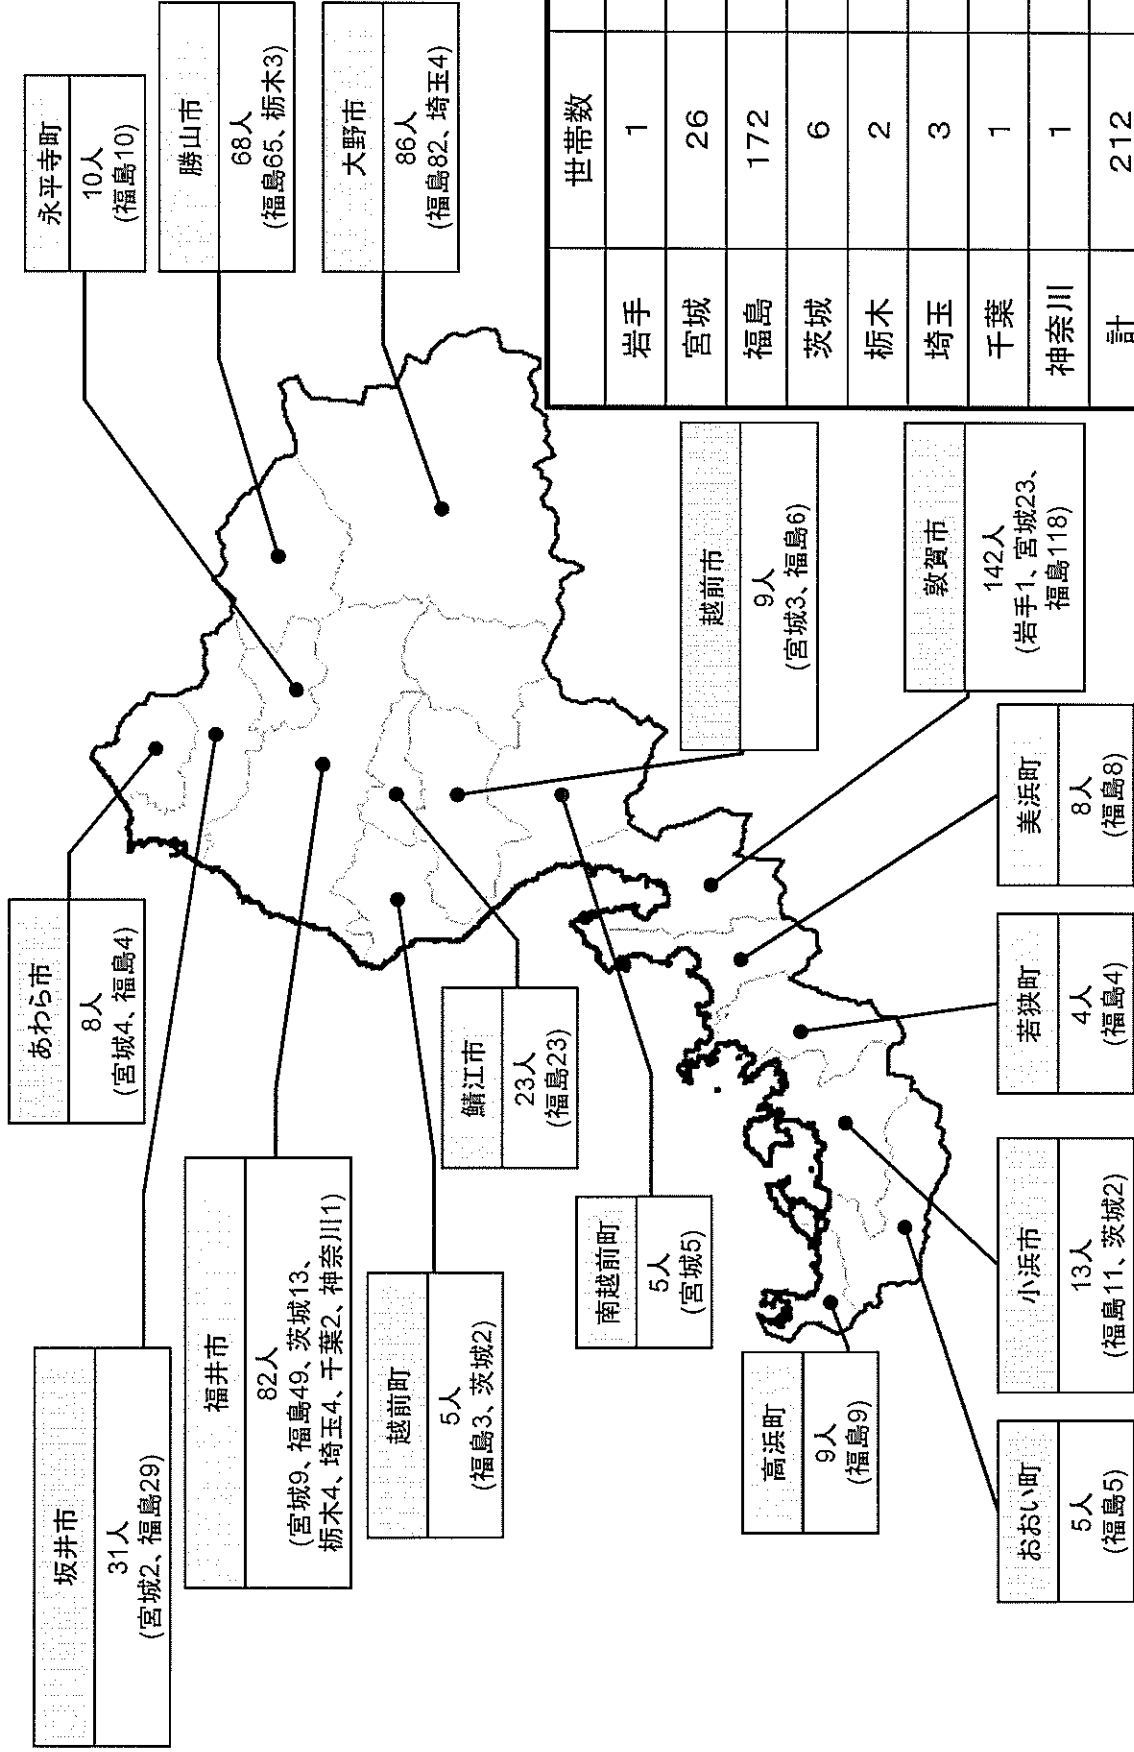 坂井市
31人
(宮城2、福島29)
あわら市
8人
(宮城4、福島4)
永平寺町
10人
(福島10)
勝山市
68人
(福島65、栃木3)
大野市
86人
(福島82、埼玉4)
福井市
82人
(宮城9、福島49、茨城13、
栃木4、埼玉4、千葉2、神奈川1)
越前町
5人
(福島3、茨城2)
鯖江市
23人
(福島23)
南越前町
5人
(宮城5)
越前市
9人
(宮城3、福島6)
敦賀市
142人
(岩手1、宮城23、
福島118)
高浜町
9人
(福島9)
おおい町
5人
(福島5)
小浜市
13人
(福島11、茨城2)
若狭町
4人
(福島4)
美浜町
8人
(福島8)
世帯数
岩手 1
宮城 26
福島 172
茨城 6
栃木 2
埼玉 3
千葉 1
神奈川 1
計 212